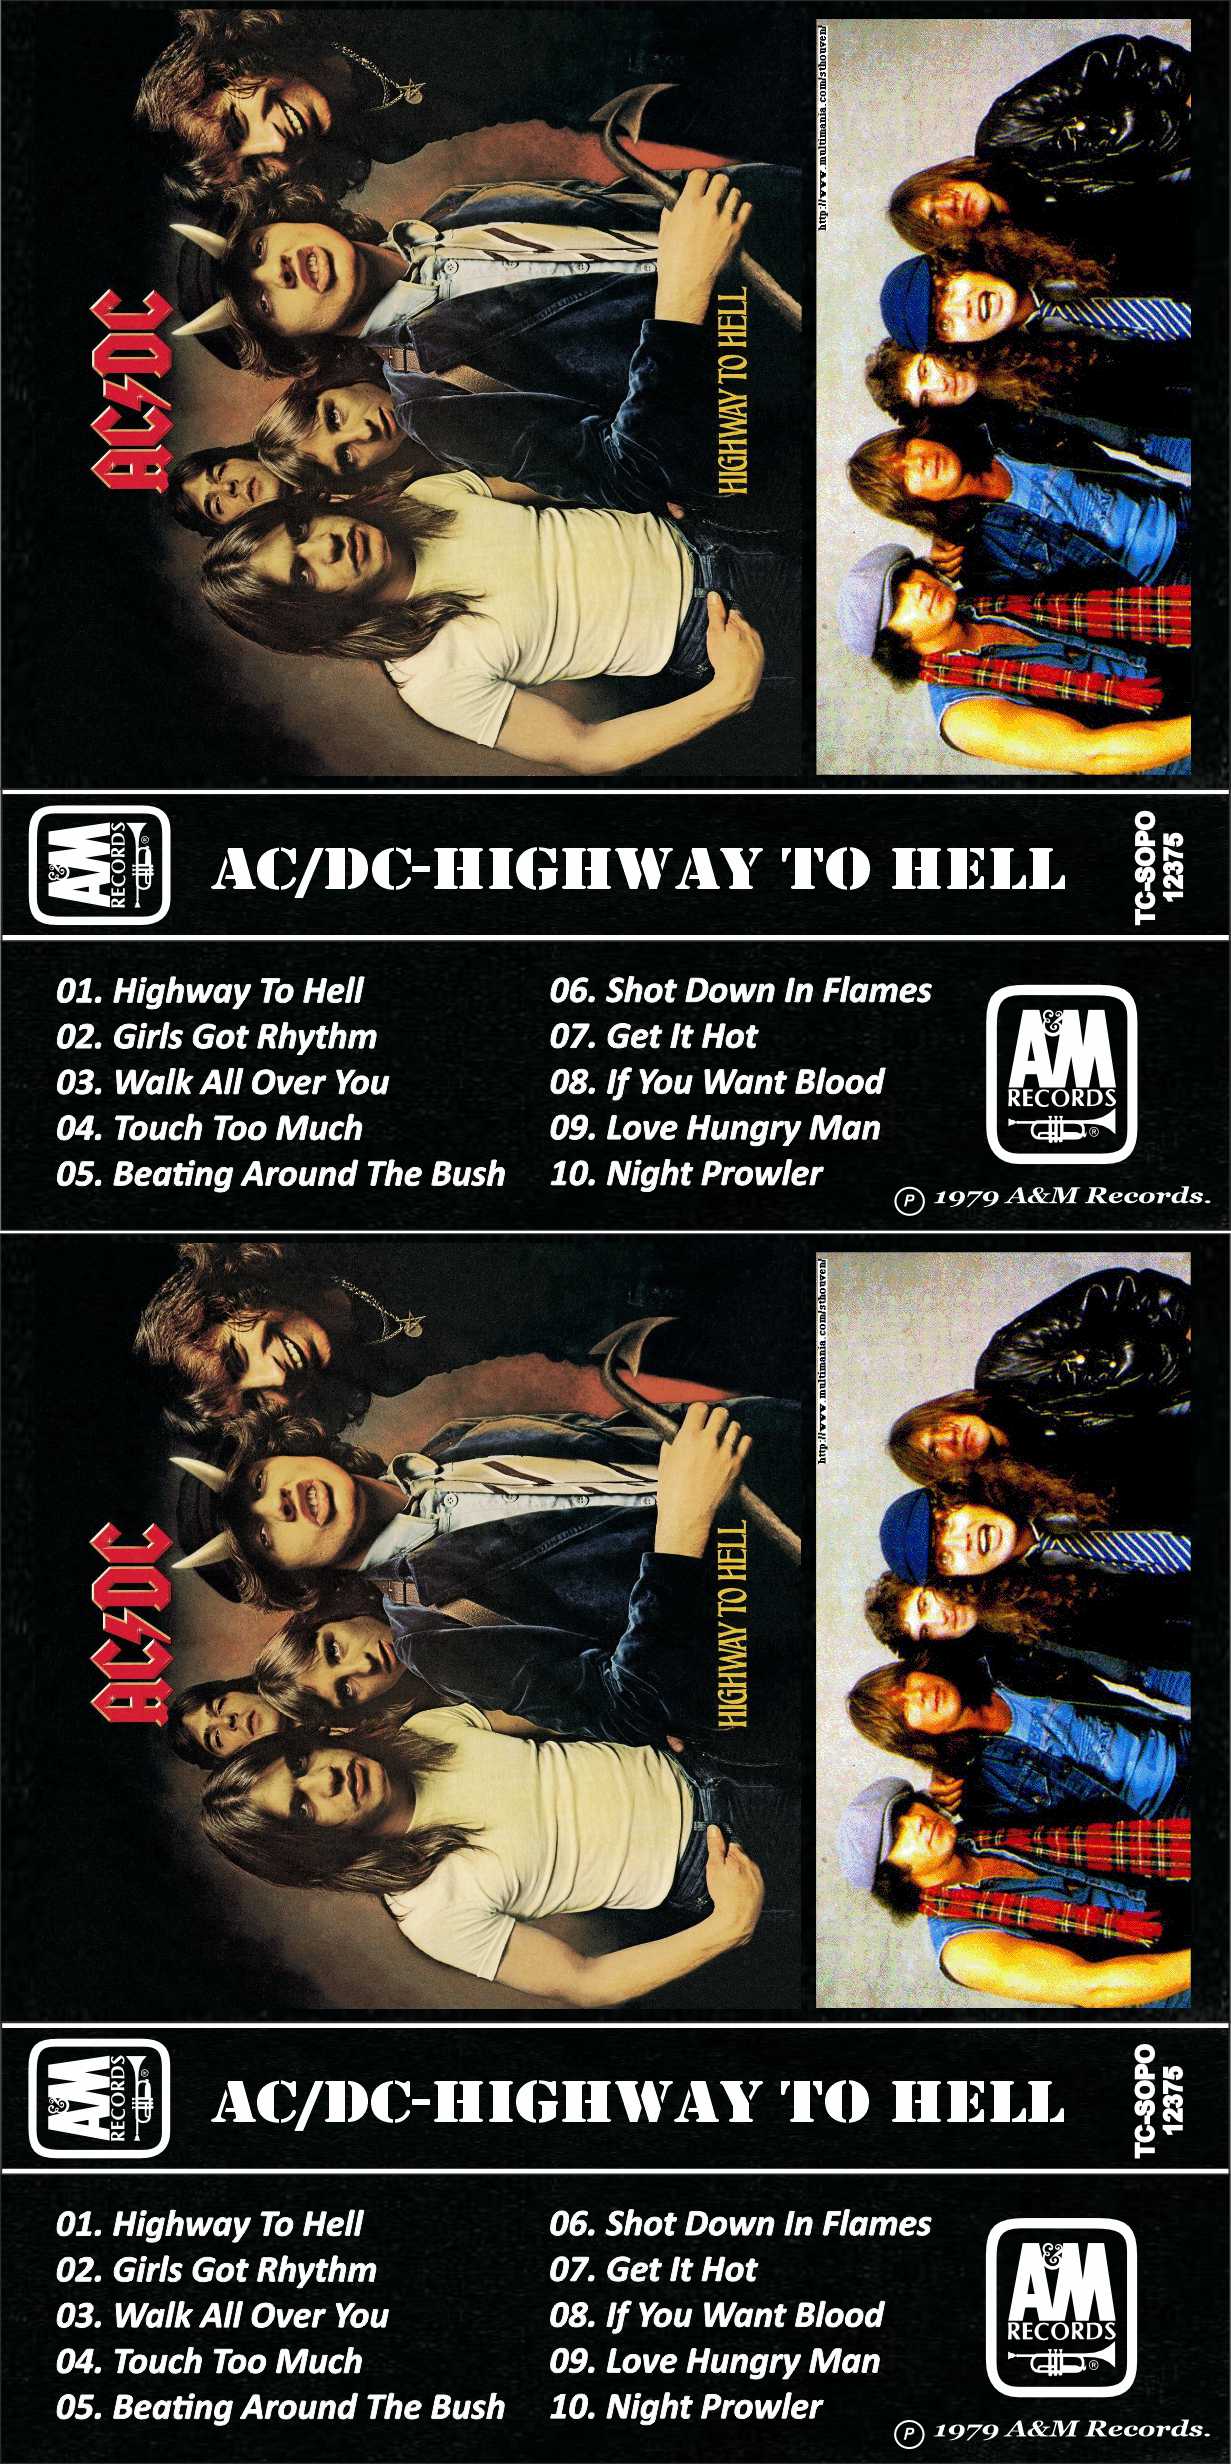 AC/DC
HIGHWAY TO HELL
http://www.multimania.com/sthouven/
A&M
RECORDS
®
AC/DC-HIGHWAY TO HELL
TC-SOPO
12375
01. Highway To Hell
02. Girls Got Rhythm
03. Walk All Over You
04. Touch Too Much
05. Beating Around The Bush
06. Shot Down In Flames
07. Get It Hot
08. If You Want Blood
09. Love Hungry Man
10. Night Prowler
A&M
RECORDS
®
℗ 1979 A&M Records.
AC/DC
HIGHWAY TO HELL
http://www.multimania.com/sthouven/
A&M
RECORDS
®
AC/DC-HIGHWAY TO HELL
TC-SOPO
12375
01. Highway To Hell
02. Girls Got Rhythm
03. Walk All Over You
04. Touch Too Much
05. Beating Around The Bush
06. Shot Down In Flames
07. Get It Hot
08. If You Want Blood
09. Love Hungry Man
10. Night Prowler
A&M
RECORDS
®
℗ 1979 A&M Records.